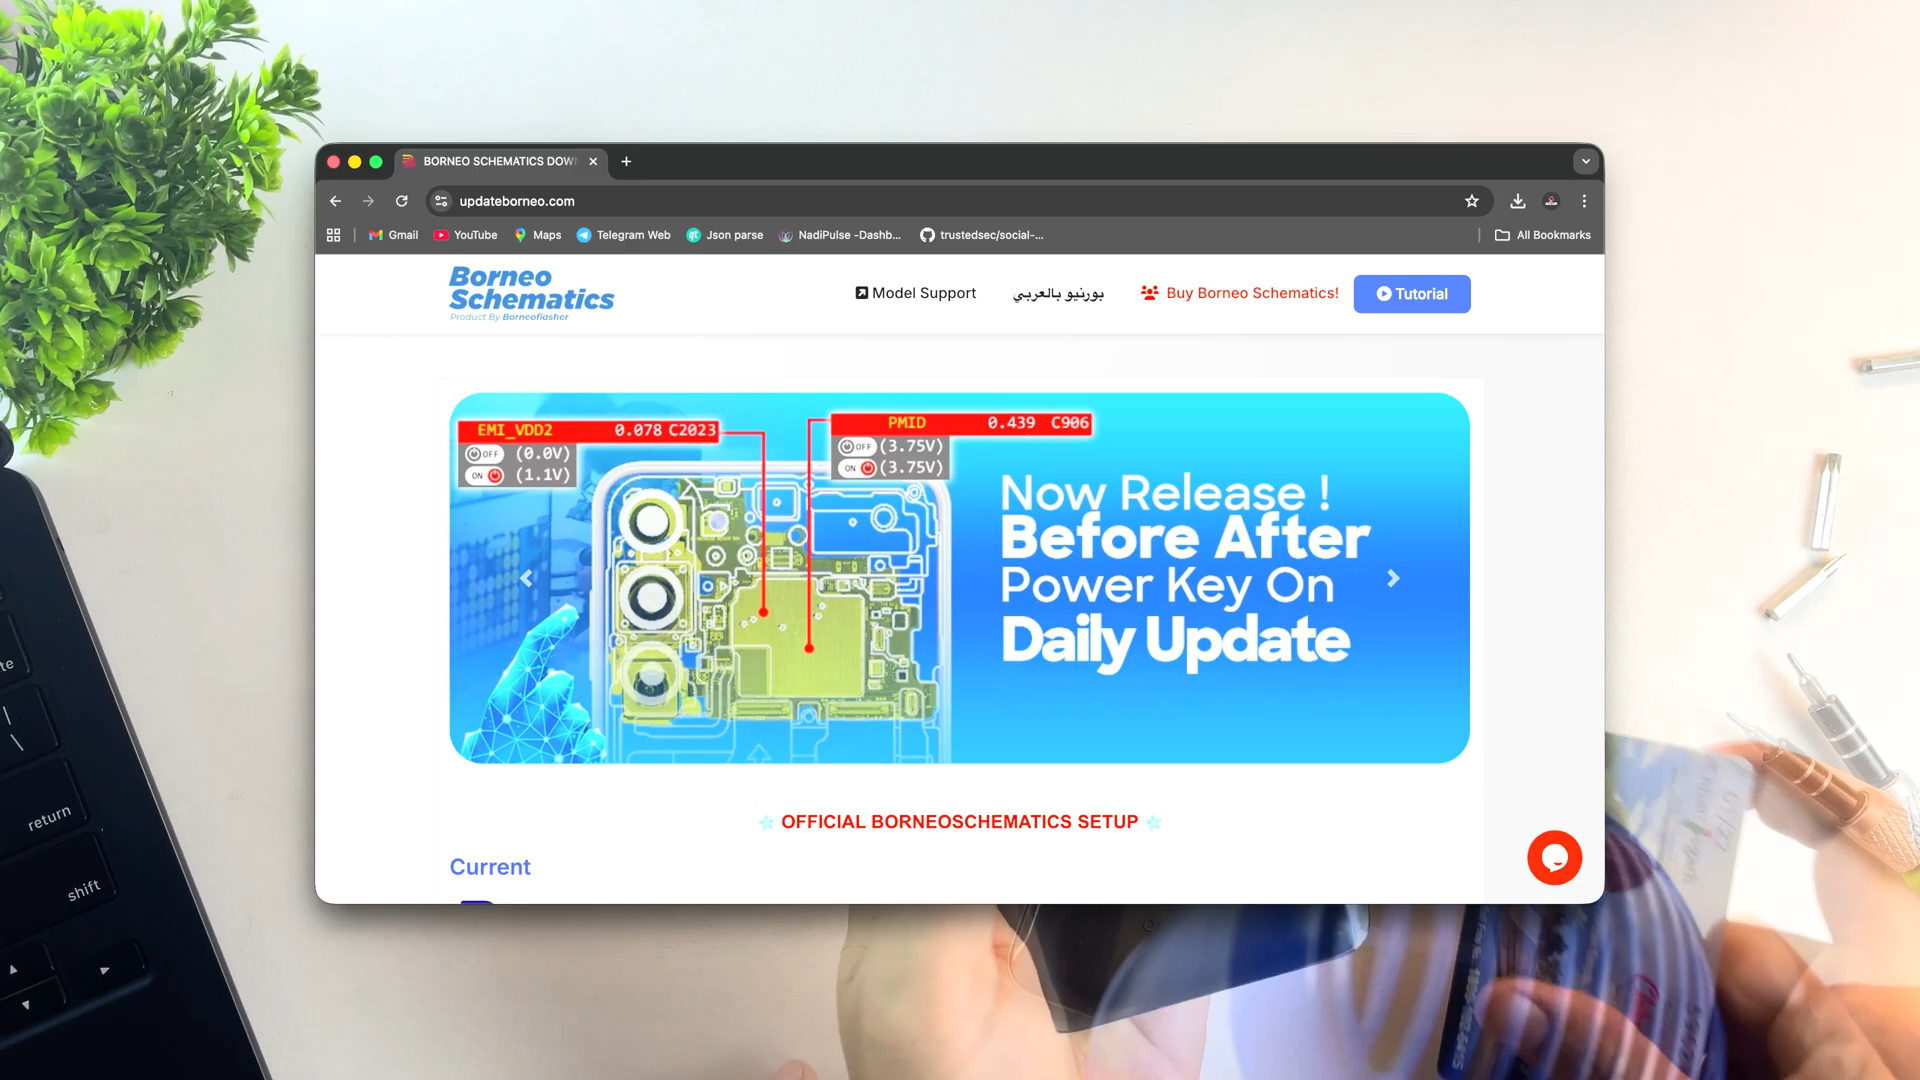 BORNEO SCHEMATICS DOW
updateborneo.com
Gmail
YouTube
Maps
Telegram Web
Json parse
NadiPulse -Dashb...
trustedsec/social-...
All Bookmarks
Borneo
Schematics
Product By Borneoflasher
Model Support
بورنيو بالعربي
Buy Borneo Schematics!
Tutorial
EMI_VDD2 0.078 C2023
OFF (0.0V)
ON (1.1V)
PMID 0.439 C906
OFF (3.75V)
ON (3.75V)
Now Release !
Before After
Power Key On
Daily Update
OFFICIAL BORNEOSCHEMATICS SETUP
Current
te
|
\
return
shift